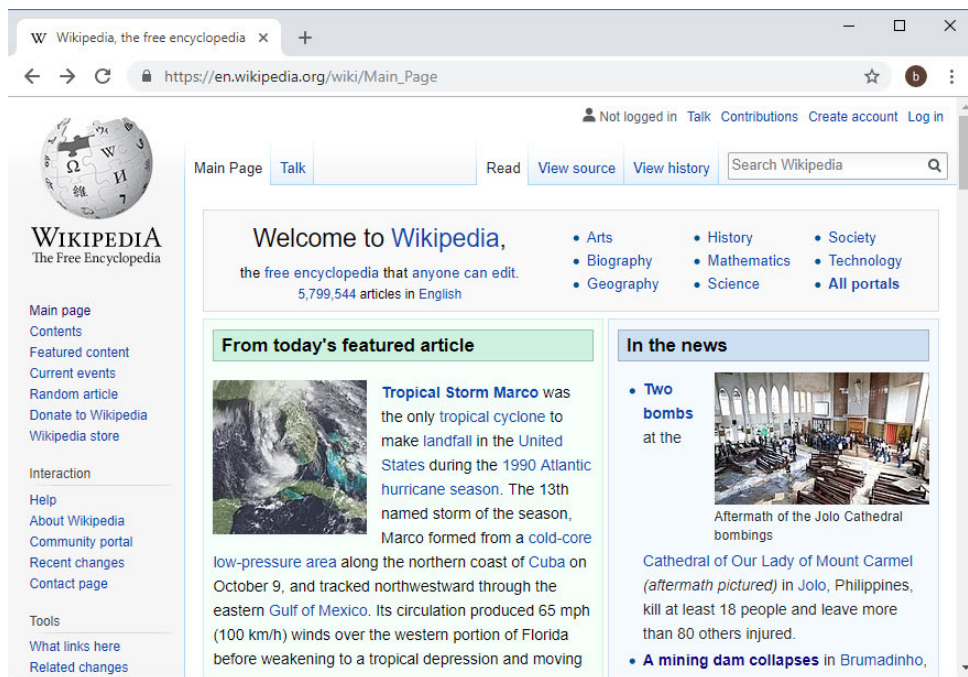 W Wikipedia, the free encyclopedia
https://en.wikipedia.org/wiki/Main_Page
b
Not logged in Talk Contributions Create account Log in
Main Page Talk Read View source View history Search Wikipedia
Ω W И 維 7
WIKIPEDIA
The Free Encyclopedia
Main page
Contents
Featured content
Current events
Random article
Donate to Wikipedia
Wikipedia store
Interaction
Help
About Wikipedia
Community portal
Recent changes
Contact page
Tools
What links here
Related changes
Welcome to Wikipedia,
the free encyclopedia that anyone can edit.
5,799,544 articles in English
• Arts
• Biography
• Geography
• History
• Mathematics
• Science
• Society
• Technology
• All portals
From today's featured article
Tropical Storm Marco was
the only tropical cyclone to
make landfall in the United
States during the 1990 Atlantic
hurricane season. The 13th
named storm of the season,
Marco formed from a cold-core
low-pressure area along the northern coast of Cuba on
October 9, and tracked northwestward through the
eastern Gulf of Mexico. Its circulation produced 65 mph
(100 km/h) winds over the western portion of Florida
before weakening to a tropical depression and moving
In the news
• Two
bombs
at the
Aftermath of the Jolo Cathedral
bombings
Cathedral of Our Lady of Mount Carmel
(aftermath pictured) in Jolo, Philippines,
kill at least 18 people and leave more
than 80 others injured.
• A mining dam collapses in Brumadinho,